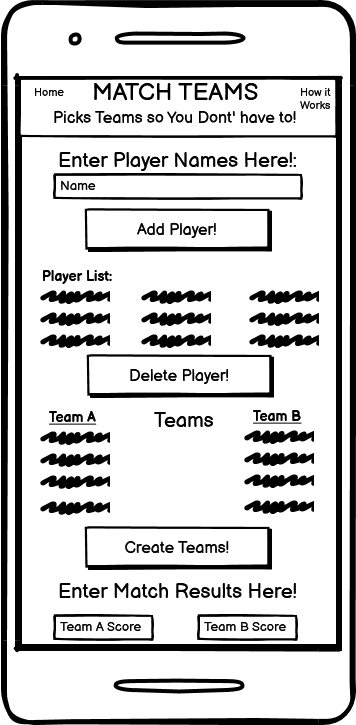 Home
MATCH TEAMS
How it
Works
Picks Teams so You Dont' have to!
Enter Player Names Here!:
Name
Add Player!
Player List:
Delete Player!
Team A
Teams
Team B
Create Teams!
Enter Match Results Here!
Team A Score
Team B Score